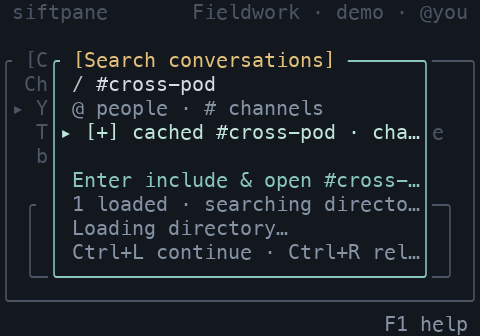 siftpane Fieldwork · demo · @you
[C [Search conversations]
Ch / #cross-pod
▸ Y @ people · # channels
T ▸ [+] cached #cross-pod · cha… e
b
Enter include & open #cross-…
1 loaded · searching directo…
Loading directory…
Ctrl+L continue · Ctrl+R rel…
F1 help